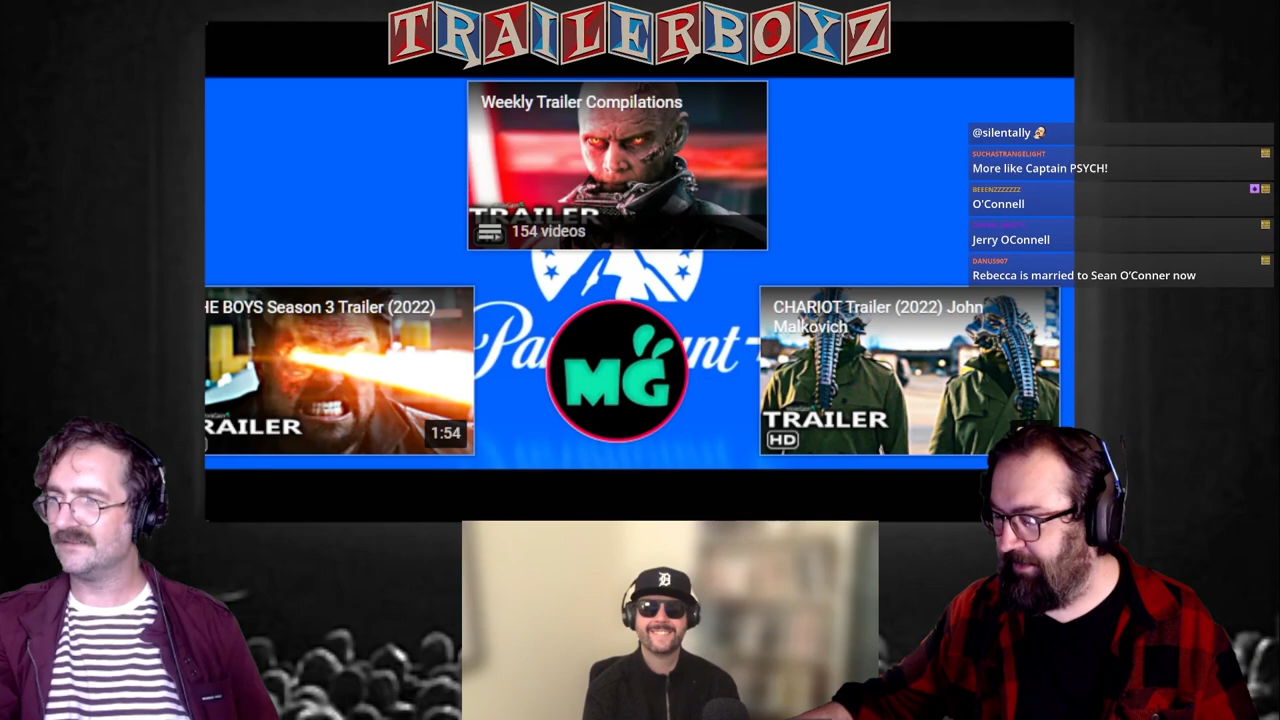 TRAILERBOYZ
Weekly Trailer Compilations
TRAILER
154 videos
@silentally
SUCHASTRANGELIGHT
More like Captain PSYCH!
BEEENZZZZZZZ
O'Connell
Jerry OConnell
DANUS907
Rebecca is married to Sean O'Conner now
HE BOYS Season 3 Trailer (2022)
RAILER
1:54
Par
unt
MG
CHARIOT Trailer (2022) John
Malkovich
TRAILER
HD